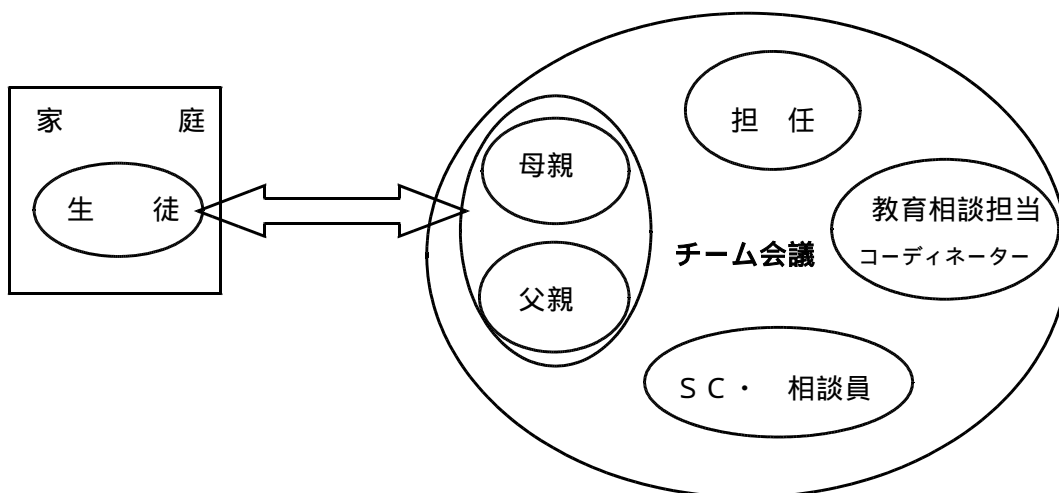 家　庭
生　徒
母親
父親
担　任
チーム会議
教育相談担当
コーディネーター
ＳＣ・　相談員